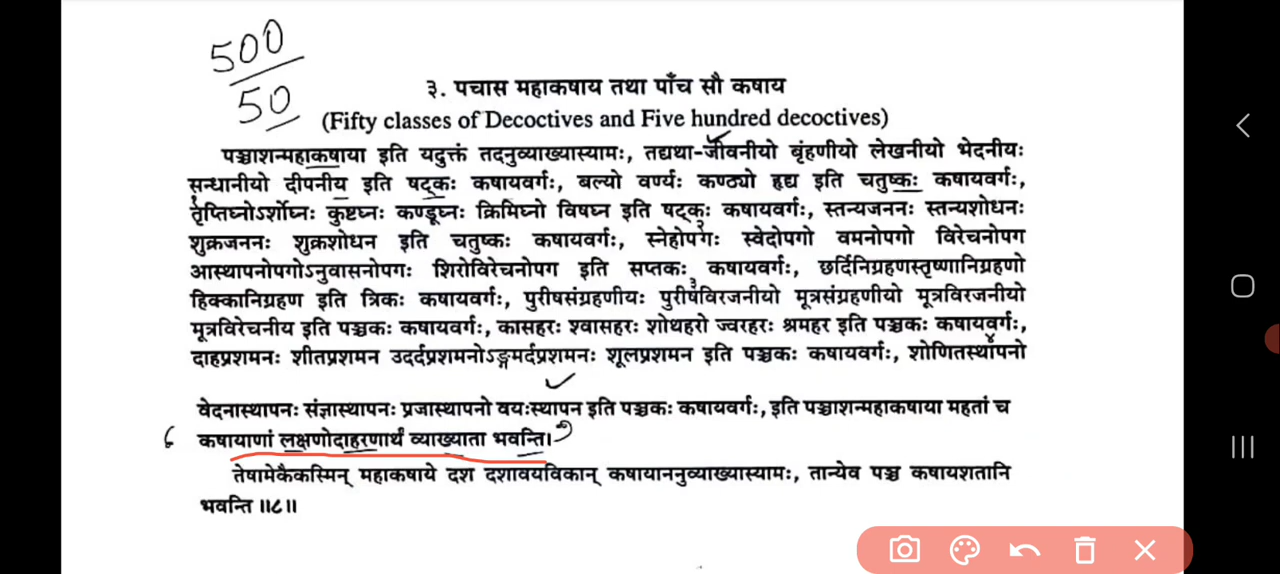 500
50
३. पचास महाकषाय तथा पाँच सौ कषाय
(Fifty classes of Decoctives and Five hundred decoctives)
पञ्चाशन्महाकषाया इति यदुक्तं तदनुव्याख्यास्यामः, तद्यथा-जीवनीयो बृंहणीयो लेखनीयो भेदनीयः
सन्धानीयो दीपनीय इति षट्कः कषायवर्गः, बल्यो वर्ण्यः कण्ठ्यो हृद्य इति चतुष्कः कषायवर्गः,
तृप्तिघ्नोऽर्शोघ्नः कुष्टघ्नः कण्डूघ्नः क्रिमिघ्नो विषघ्न इति षट्कः कषायवर्गः, स्तन्यजननः स्तन्यशोधनः
शुक्रजननः शुक्रशोधन इति चतुष्कः कषायवर्गः, स्नेहोपगः स्वेदोपगो वमनोपगो विरेचनोपग
आस्थापनोपगोऽनुवासनोपगः शिरोविरेचनोपग इति सप्तकः कषायवर्गः, छर्दिनिग्रहणस्तृष्णानिग्रहणो
हिक्कानिग्रहण इति त्रिकः कषायवर्गः, पुरीषसंग्रहणीयः पुरीषविरजनीयो मूत्रसंग्रहणीयो मूत्रविरजनीयो
मूत्रविरेचनीय इति पञ्चकः कषायवर्गः, कासहरः श्वासहरः शोथहरो ज्वरहरः श्रमहर इति पञ्चकः कषायवर्गः,
दाहप्रशमनः शीतप्रशमन उदर्दप्रशमनोऽङ्गमर्दप्रशमनः शूलप्रशमन इति पञ्चकः कषायवर्गः, शोणितस्थापनो
वेदनास्थापनः संज्ञास्थापनः प्रजास्थापनो वयःस्थापन इति पञ्चकः कषायवर्गः, इति पञ्चाशन्महाकषाया महतां च
कषायाणां लक्षणोदाहरणार्थं व्याख्याता भवन्ति।
तेषामेकैकस्मिन् महाकषाये दश दशावयविकान् कषायाननुव्याख्यास्यामः, तान्येव पञ्च कषायशतानि
भवन्ति ॥८॥